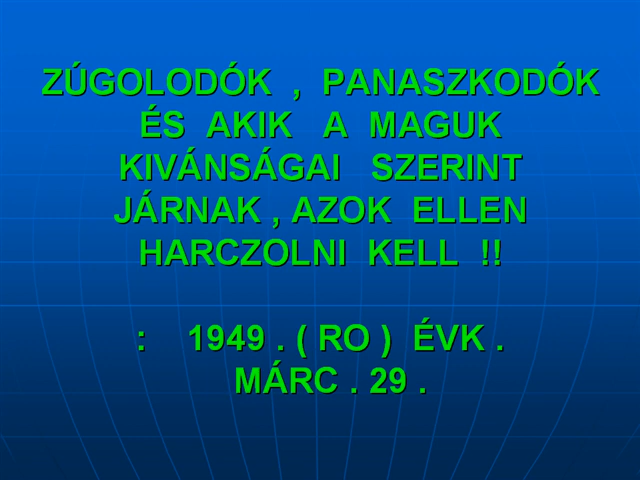 ZÚGOLODÓK , PANASZKODÓK
ÉS AKIK A MAGUK
KIVÁNSÁGAI SZERINT
JÁRNAK , AZOK ELLEN
HARCZOLNI KELL !!
: 1949 . ( RO ) ÉVK .
MÁRC . 29 .